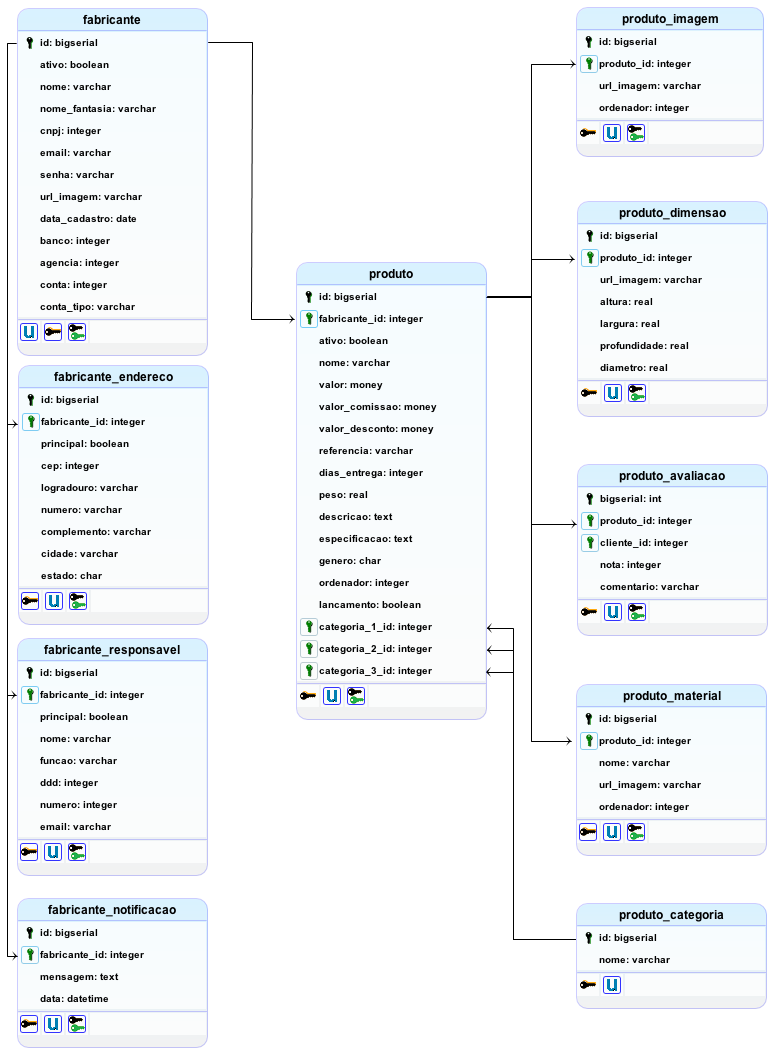 fabricante
id: bigserial
ativo: boolean
nome: varchar
nome_fantasia: varchar
cnpj: integer
email: varchar
senha: varchar
url_imagem: varchar
data_cadastro: date
banco: integer
agencia: integer
conta: integer
conta_tipo: varchar
fabricante_endereco
id: bigserial
fabricante_id: integer
principal: boolean
cep: integer
logradouro: varchar
numero: varchar
complemento: varchar
cidade: varchar
estado: char
fabricante_responsavel
id: bigserial
fabricante_id: integer
principal: boolean
nome: varchar
funcao: varchar
ddd: integer
numero: integer
email: varchar
fabricante_notificacao
id: bigserial
fabricante_id: integer
mensagem: text
data: datetime
produto
id: bigserial
fabricante_id: integer
ativo: boolean
nome: varchar
valor: money
valor_comissao: money
valor_desconto: money
referencia: varchar
dias_entrega: integer
peso: real
descricao: text
especificacao: text
genero: char
ordenador: integer
lancamento: boolean
categoria_1_id: integer
categoria_2_id: integer
categoria_3_id: integer
produto_imagem
id: bigserial
produto_id: integer
url_imagem: varchar
ordenador: integer
produto_dimensao
id: bigserial
produto_id: integer
url_imagem: varchar
altura: real
largura: real
profundidade: real
diametro: real
produto_avaliacao
bigserial: int
produto_id: integer
cliente_id: integer
nota: integer
comentario: varchar
produto_material
id: bigserial
produto_id: integer
nome: varchar
url_imagem: varchar
ordenador: integer
produto_categoria
id: bigserial
nome: varchar